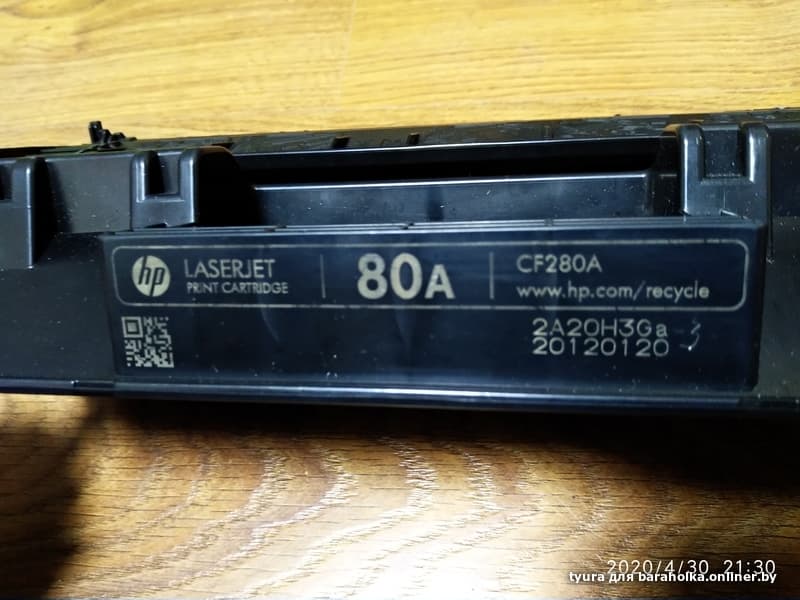 hp LASERJET
PRINT CARTRIDGE
80A
CF280A
www.hp.com/recycle
2A20H3Ga 3
20120120
2020/4/30 21:30
tyura для baraholka.onliner.by